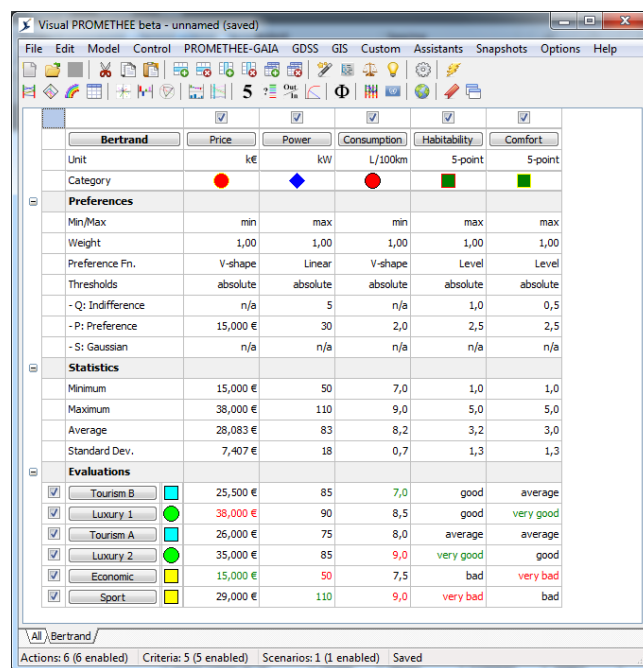 Visual PROMETHEE beta - unnamed (saved)
File Edit Model Control PROMETHEE-GAIA GDSS GIS Custom Assistants Snapshots Options Help
5 Out In Φ
Bertrand Price Power Consumption Habitability Comfort
Unit k€ kW L/100km 5-point 5-point
Category
Preferences
Min/Max min max min max max
Weight 1,00 1,00 1,00 1,00 1,00
Preference Fn. V-shape Linear V-shape Level Level
Thresholds absolute absolute absolute absolute absolute
- Q: Indifference n/a 5 n/a 1,0 0,5
- P: Preference 15,000 € 30 2,0 2,5 2,5
- S: Gaussian n/a n/a n/a n/a n/a
Statistics
Minimum 15,000 € 50 7,0 1,0 1,0
Maximum 38,000 € 110 9,0 5,0 5,0
Average 28,083 € 83 8,2 3,2 3,0
Standard Dev. 7,407 € 18 0,7 1,3 1,3
Evaluations
Tourism B 25,500 € 85 7,0 good average
Luxury 1 38,000 € 90 8,5 good very good
Tourism A 26,000 € 75 8,0 average average
Luxury 2 35,000 € 85 9,0 very good good
Economic 15,000 € 50 7,5 bad very bad
Sport 29,000 € 110 9,0 very bad bad
All Bertrand
Actions: 6 (6 enabled) Criteria: 5 (5 enabled) Scenarios: 1 (1 enabled) Saved